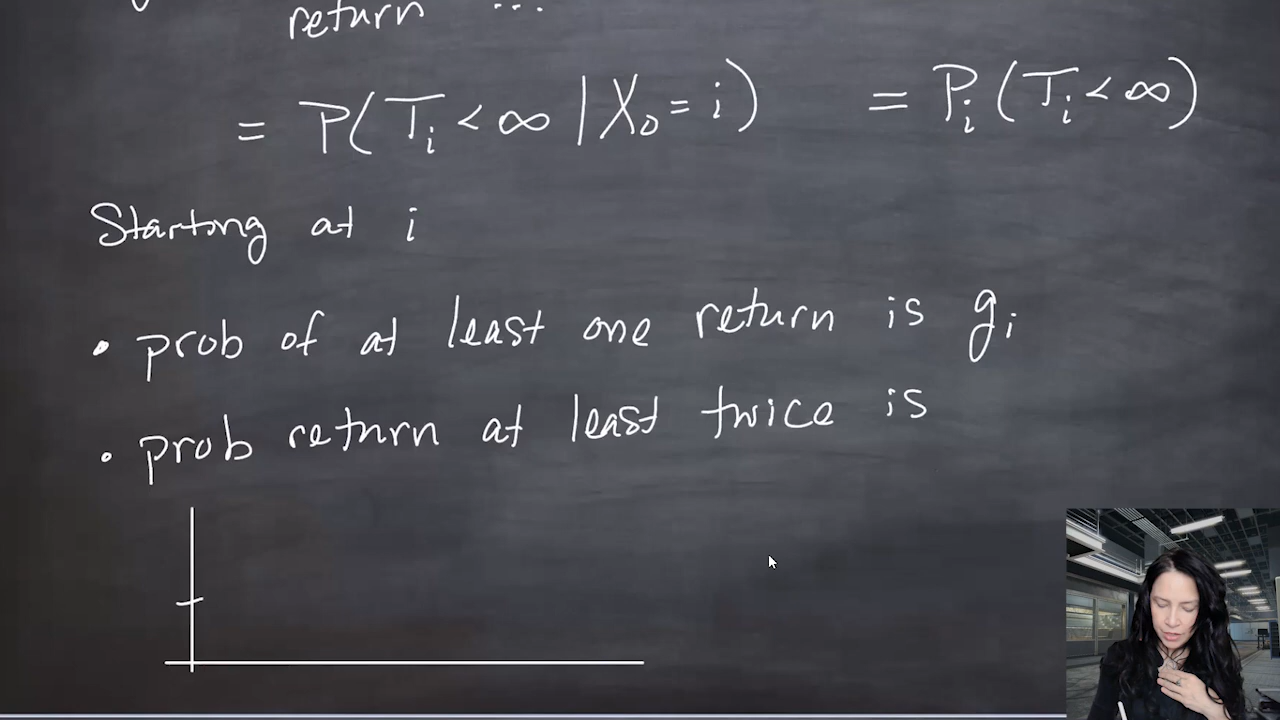 return ...
= P(T_i < ∞ | X_0 = i) = P_i(T_i < ∞)
Starting at i
• prob of at least one return is g_i
• prob return at least twice is